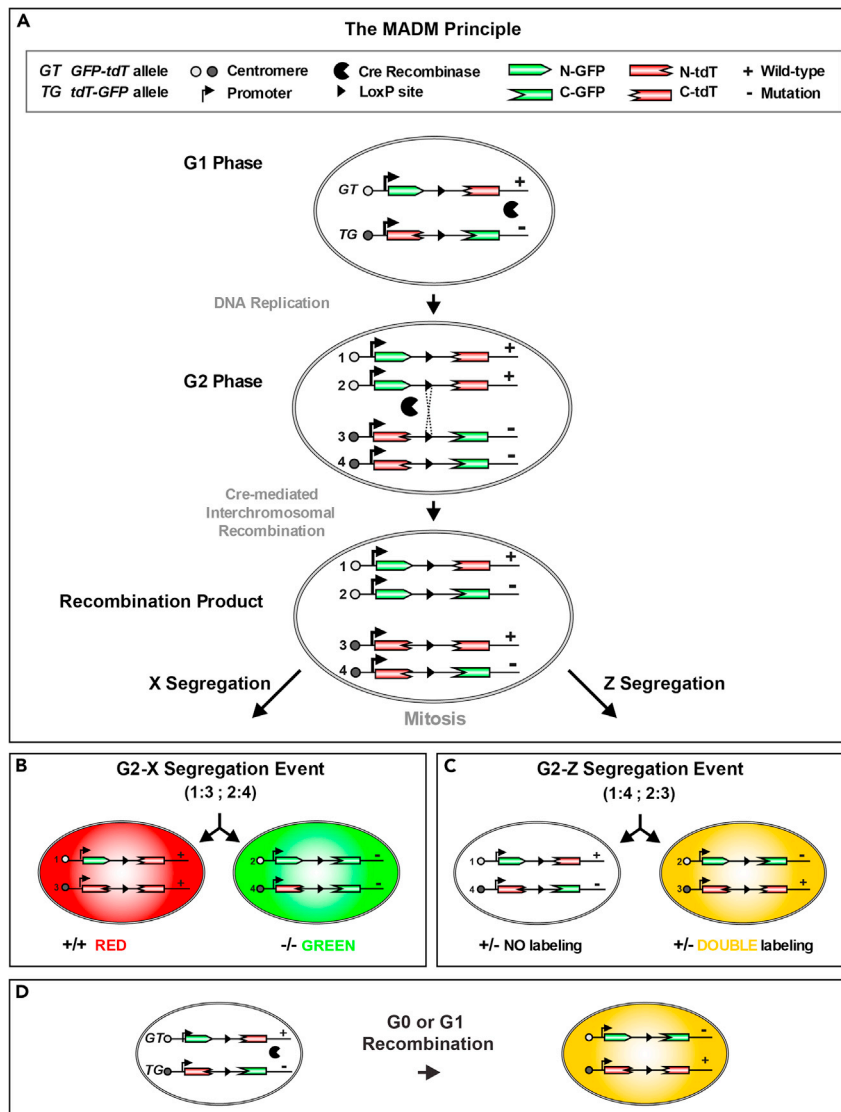 A
The MADM Principle
GT GFP-tdT allele
Centromere
Cre Recombinase
N-GFP
N-tdT
+ Wild-type
TG tdT-GFP allele
Promoter
LoxP site
C-GFP
C-tdT
- Mutation
G1 Phase
GT
+
TG
-
DNA Replication
G2 Phase
1
+
2
+
3
-
4
-
Cre-mediated
Interchromosomal
Recombination
Recombination Product
1
+
2
-
3
+
4
-
X Segregation
Z Segregation
Mitosis
B
G2-X Segregation Event
(1:3 ; 2:4)
1
+
3
+
2
-
4
-
+/+ RED
-/- GREEN
C
G2-Z Segregation Event
(1:4 ; 2:3)
1
+
4
-
2
-
3
+
+/- NO labeling
+/- DOUBLE labeling
D
GT
+
TG
-
G0 or G1
Recombination
-
+